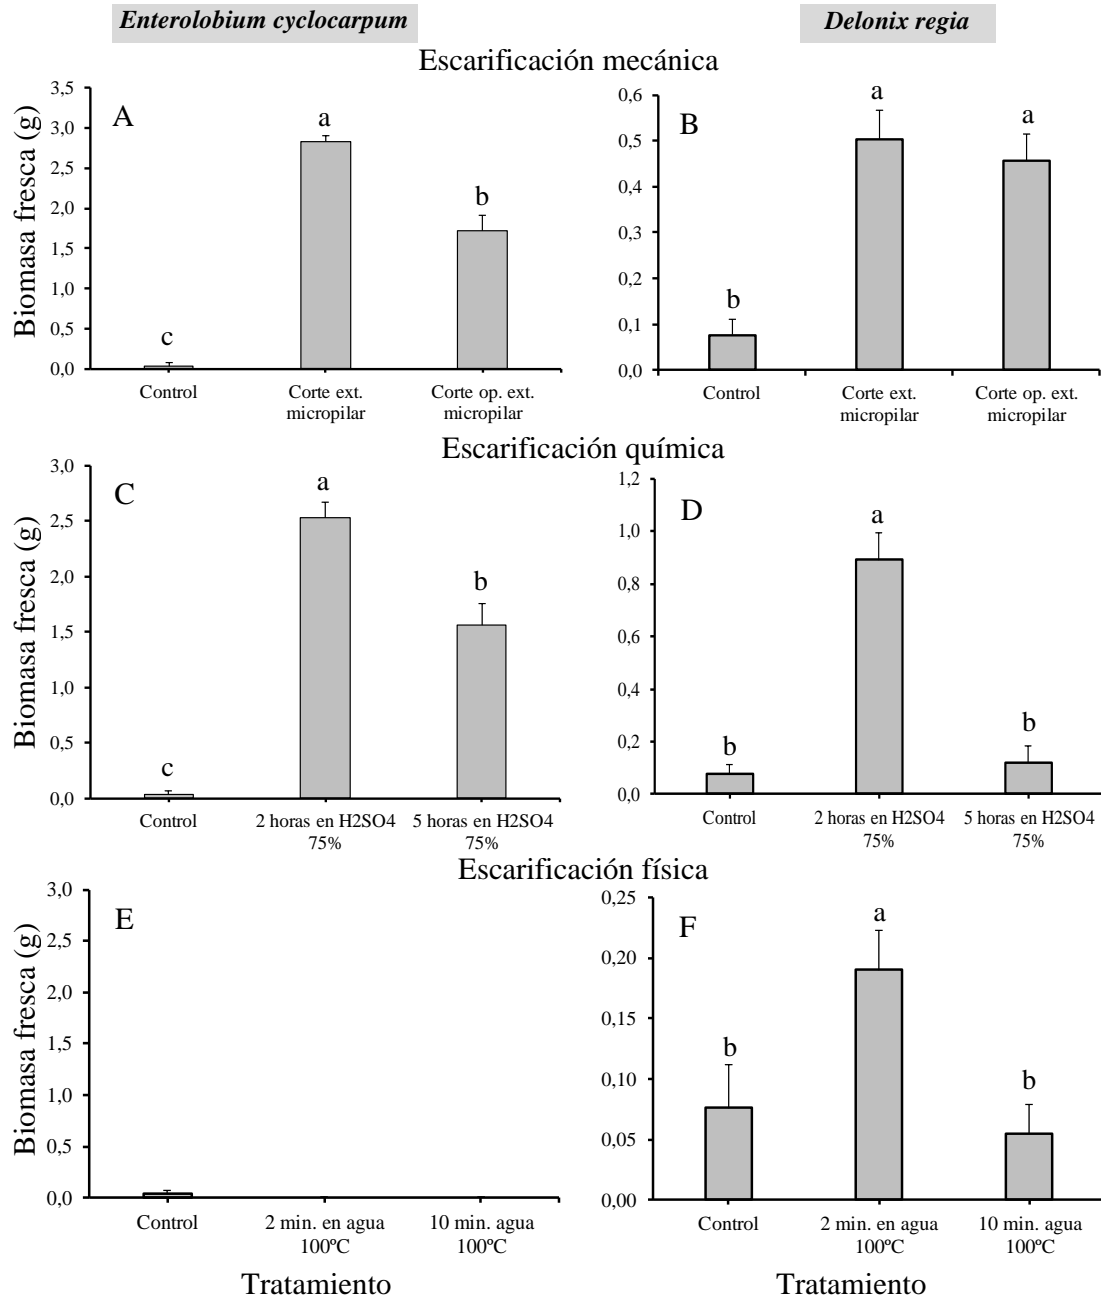 Enterolobium cyclocarpum
Delonix regia
Escarificación mecánica
Biomasa fresca (g)
3,5
3,0
2,5
2,0
1,5
1,0
0,5
0,0
A
c
a
b
Control
Corte ext.
micropilar
Corte op. ext.
micropilar
0,6
0,5
0,4
0,3
0,2
0,1
0,0
B
b
a
a
Control
Corte ext.
micropilar
Corte op. ext.
micropilar
Escarificación química
Biomasa fresca (g)
3,0
2,5
2,0
1,5
1,0
0,5
0,0
C
c
a
b
Control
2 horas en H2SO4
75%
5 horas en H2SO4
75%
1,2
1,0
0,8
0,6
0,4
0,2
0,0
D
b
a
b
Control
2 horas en H2SO4
75%
5 horas en H2SO4
75%
Escarificación física
Biomasa fresca (g)
3,0
2,5
2,0
1,5
1,0
0,5
0,0
E
Control
2 min. en agua
100ºC
10 min. agua
100ºC
Tratamiento
0,25
0,20
0,15
0,10
0,05
0,00
F
b
a
b
Control
2 min. en agua
100ºC
10 min. agua
100ºC
Tratamiento